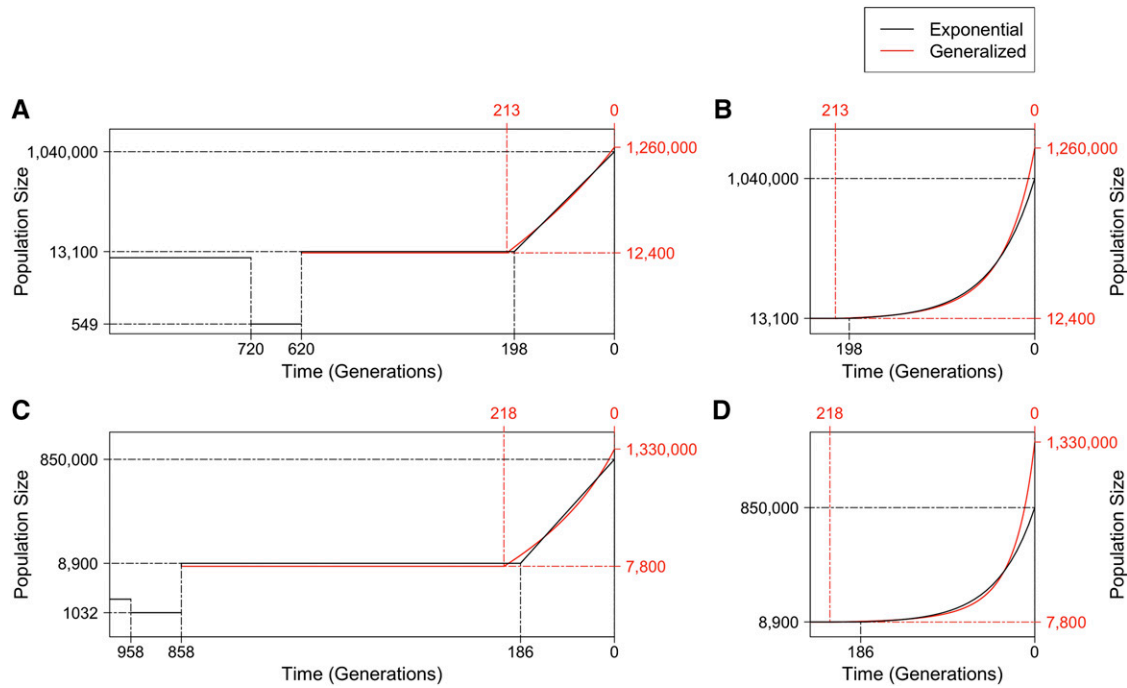 Exponential
Generalized
A
213
0
1,040,000
1,260,000
13,100
12,400
549
720
620
198
0
Population Size
Time (Generations)
B
213
0
1,040,000
1,260,000
13,100
12,400
198
0
Population Size
Time (Generations)
C
218
0
850,000
1,330,000
8,900
7,800
1032
958
858
186
0
Population Size
Time (Generations)
D
218
0
850,000
1,330,000
8,900
7,800
186
0
Population Size
Time (Generations)